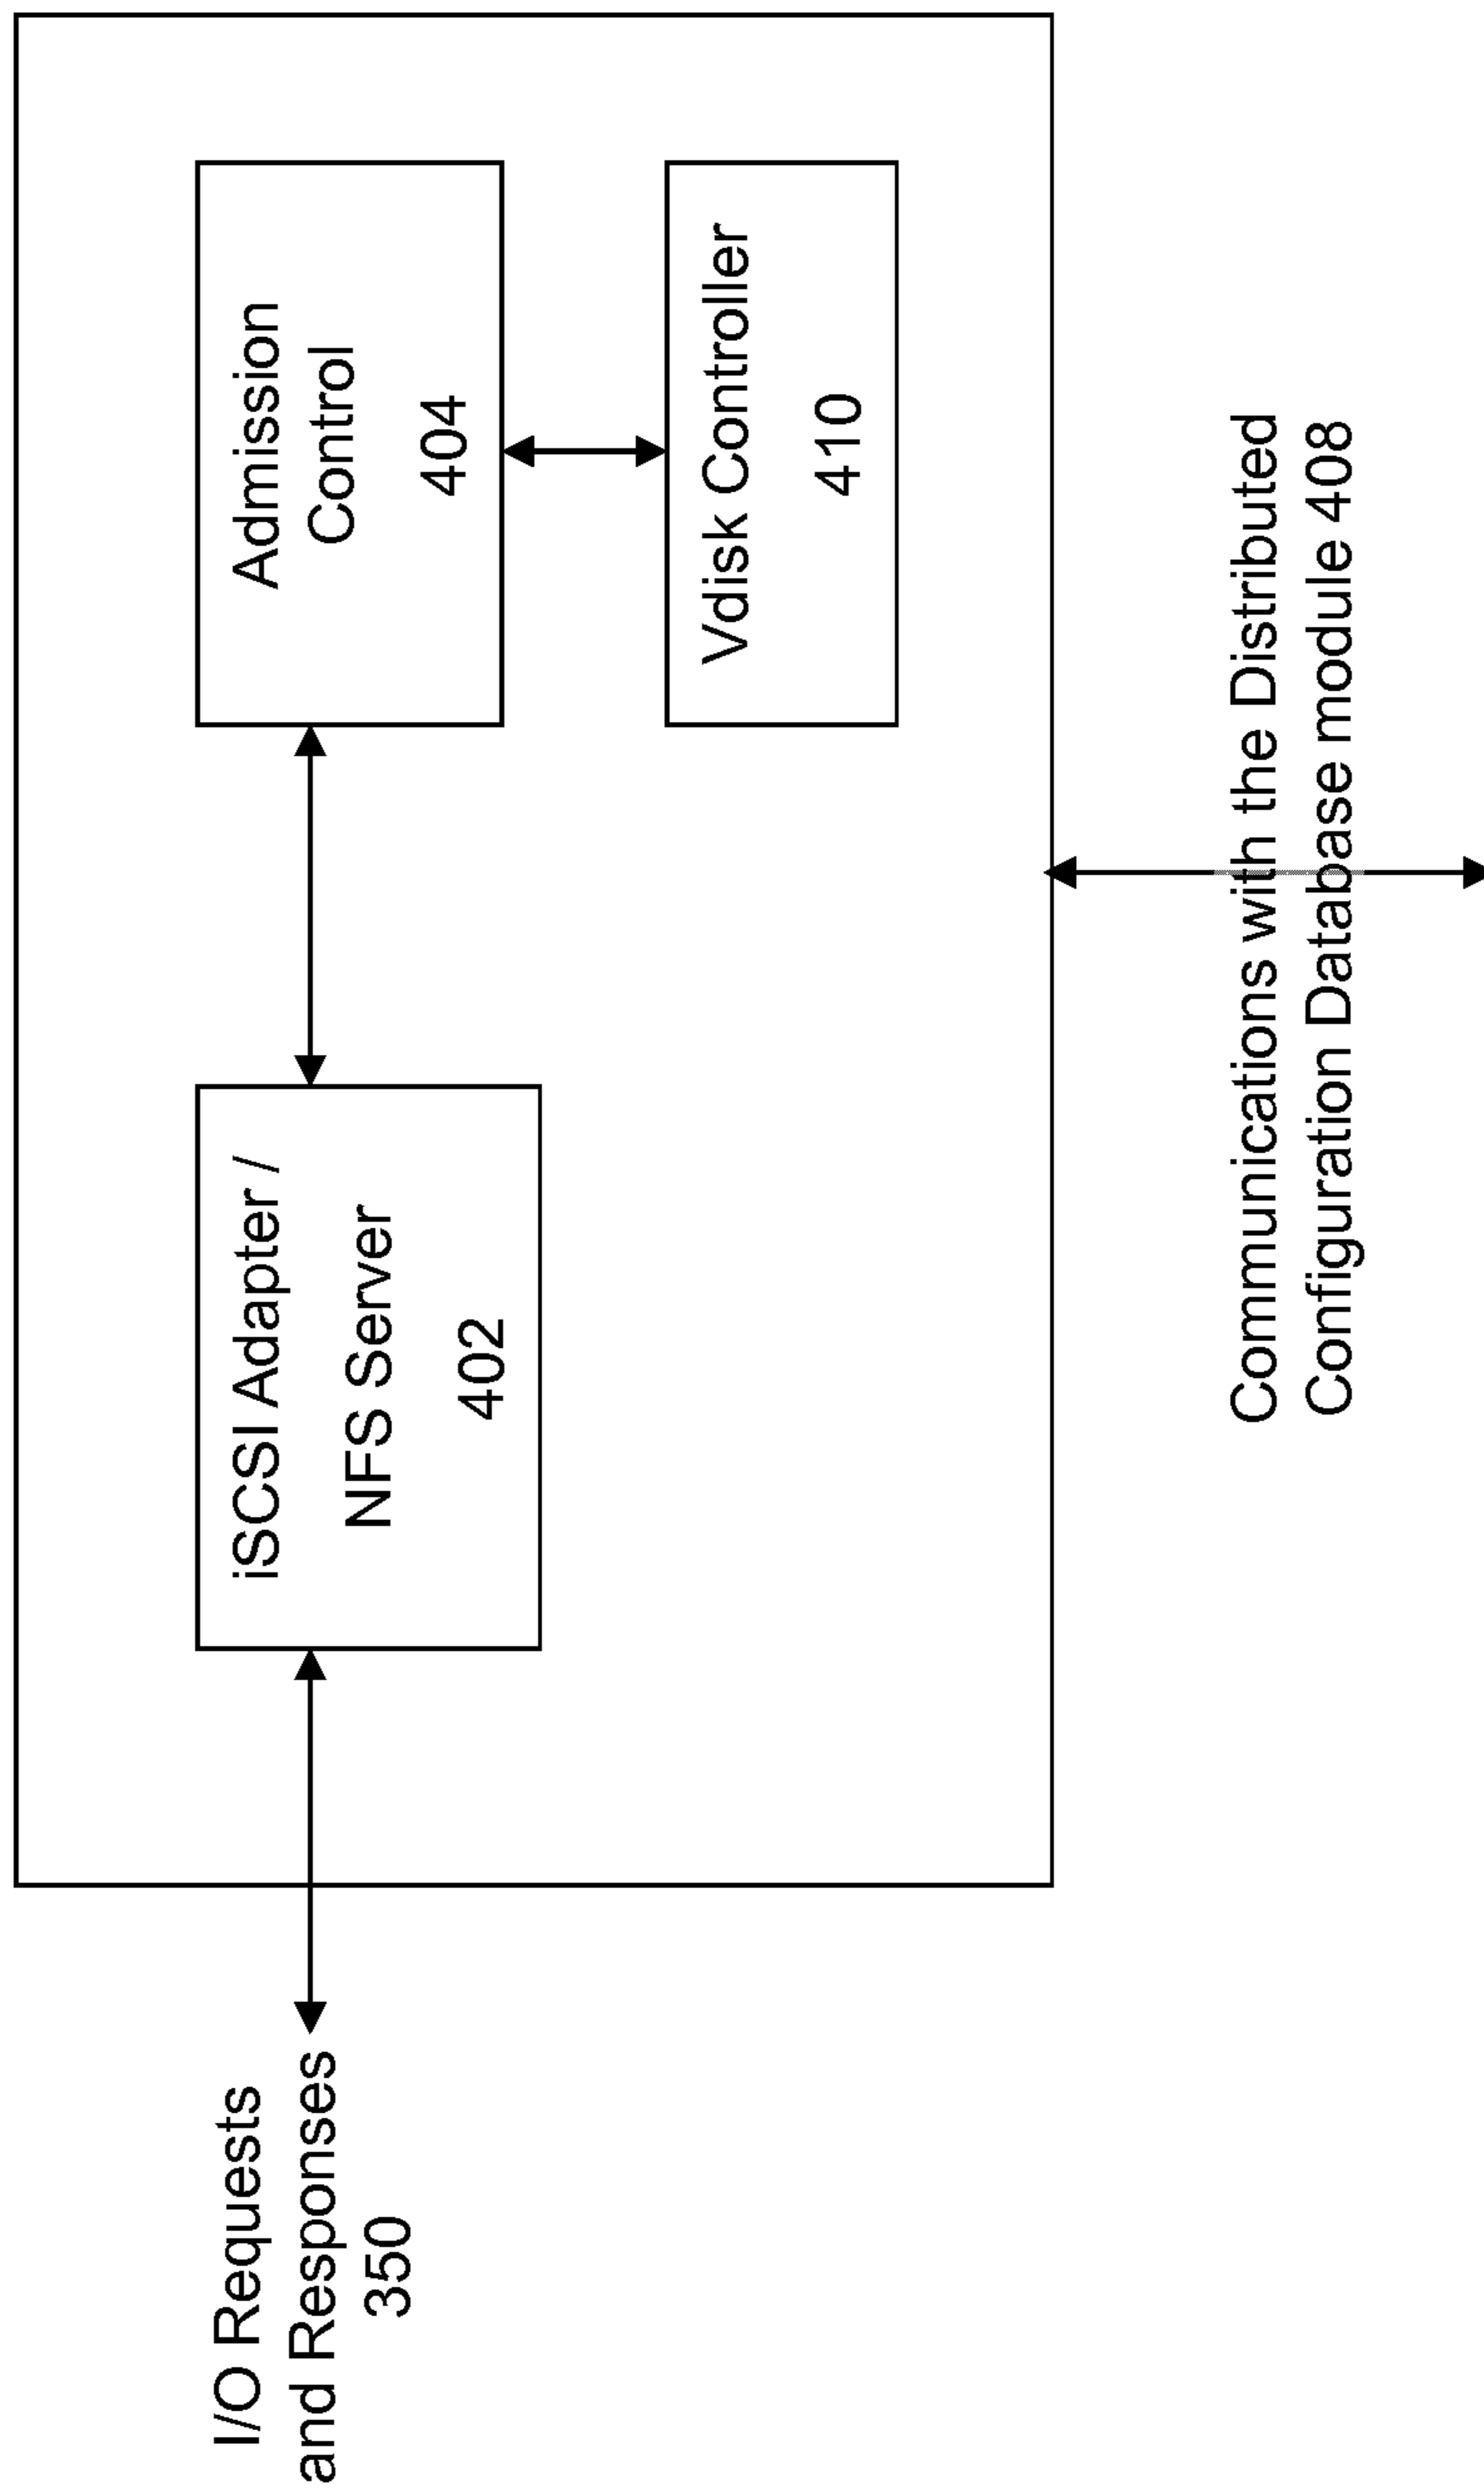 I/O Requests
and Responses
350
iSCSI Adapter /
NFS Server
402
Admission
Control
404
Vdisk Controller
410
Communications with the Distributed
Configuration Database module 408